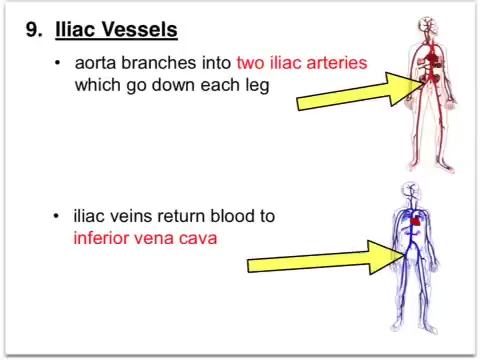 9. Iliac Vessels
• aorta branches into two iliac arteries
which go down each leg
• iliac veins return blood to
inferior vena cava